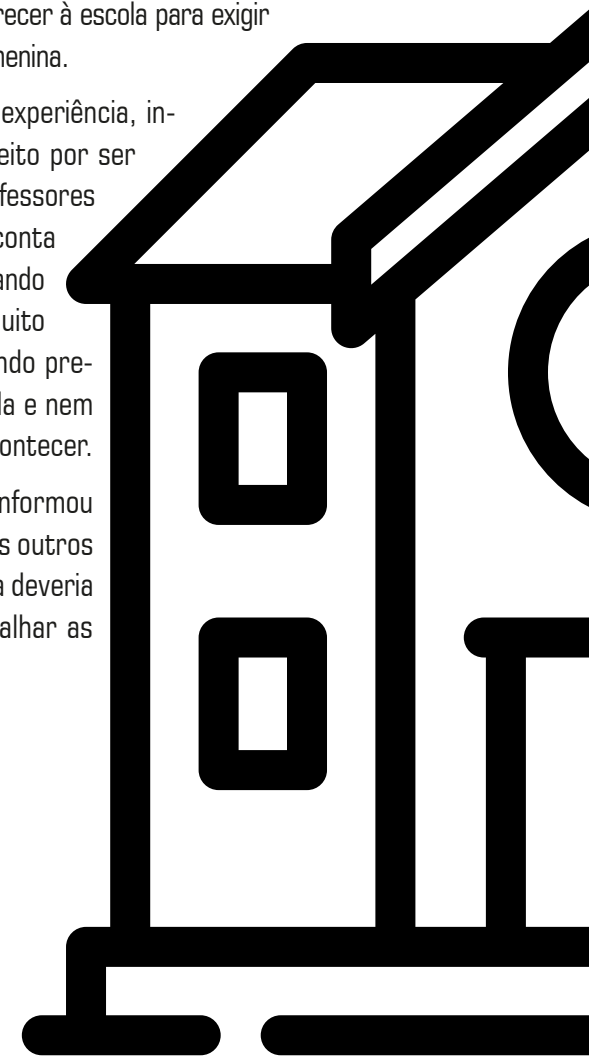 recer à escola para exigir
nenina.
experiência, in-
eito por ser
fessores
conta
ando
uito
ndo pre-
la e nem
ontecer.
nformou
s outros
a deveria
alhar as